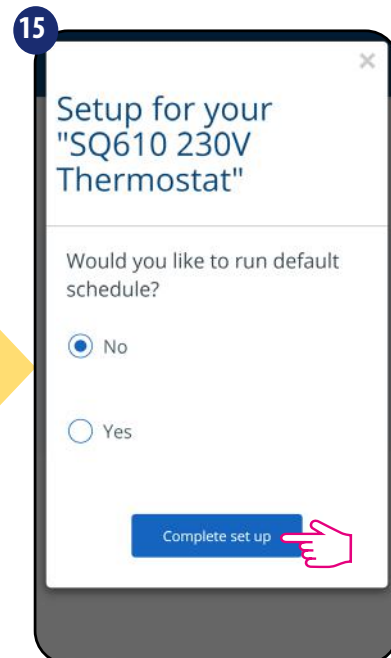 15
×
Setup for your
"SQ610 230V
Thermostat"
Would you like to run default
schedule?
No
Yes
Complete set up